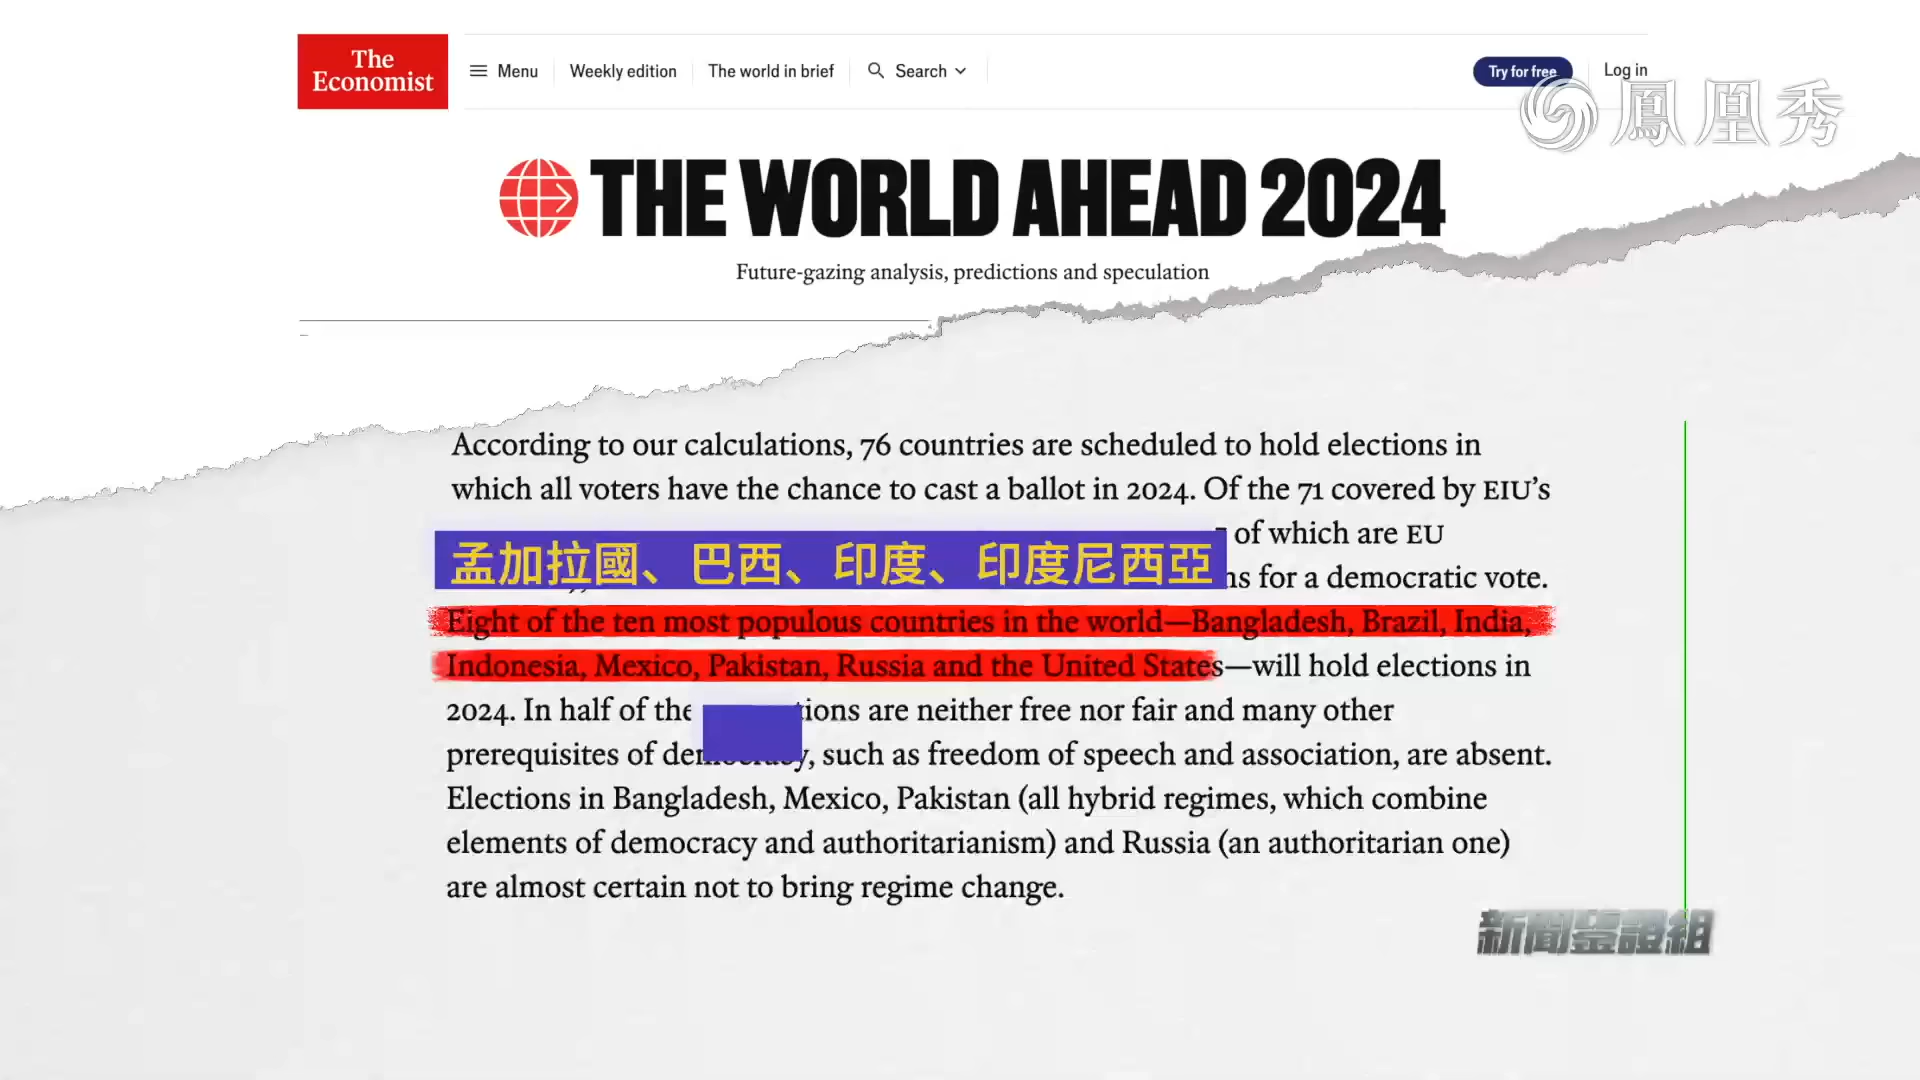 The
Economist
Menu
Weekly edition
The world in brief
Search
Try for free
Log in
鳳凰秀
THE WORLD AHEAD 2024
Future-gazing analysis, predictions and speculation
According to our calculations, 76 countries are scheduled to hold elections in
which all voters have the chance to cast a ballot in 2024. Of the 71 covered by EIU's
of which are EU
孟加拉國、巴西、印度、印度尼西亞
for a democratic vote.
Eight of the ten most populous countries in the world—Bangladesh, Brazil, India,
Indonesia, Mexico, Pakistan, Russia and the United States—will hold elections in
2024. In half of the are neither free nor fair and many other
prerequisites of such as freedom of speech and association, are absent.
Elections in Bangladesh, Mexico, Pakistan (all hybrid regimes, which combine
elements of democracy and authoritarianism) and Russia (an authoritarian one)
are almost certain not to bring regime change.
新聞鑒證組